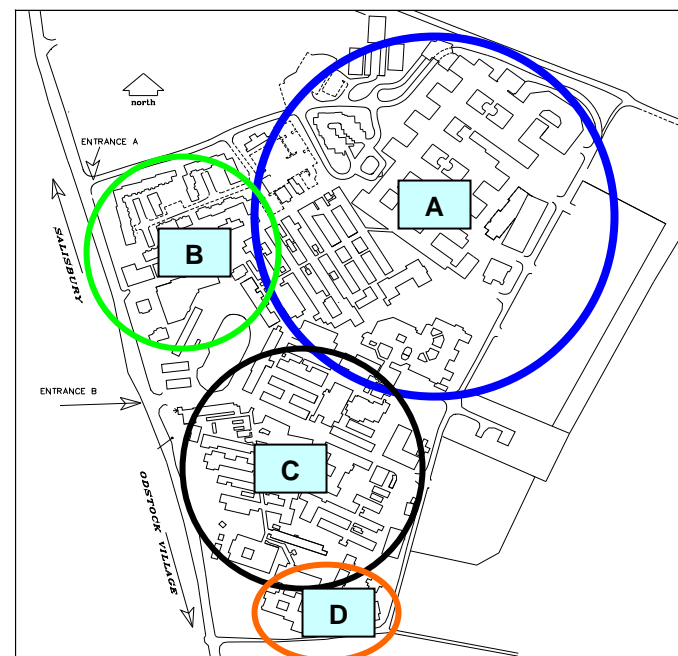 north
ENTRANCE A
A
B
SALISBURY
ENTRANCE B
C
ODSTOCK VILLAGE
D